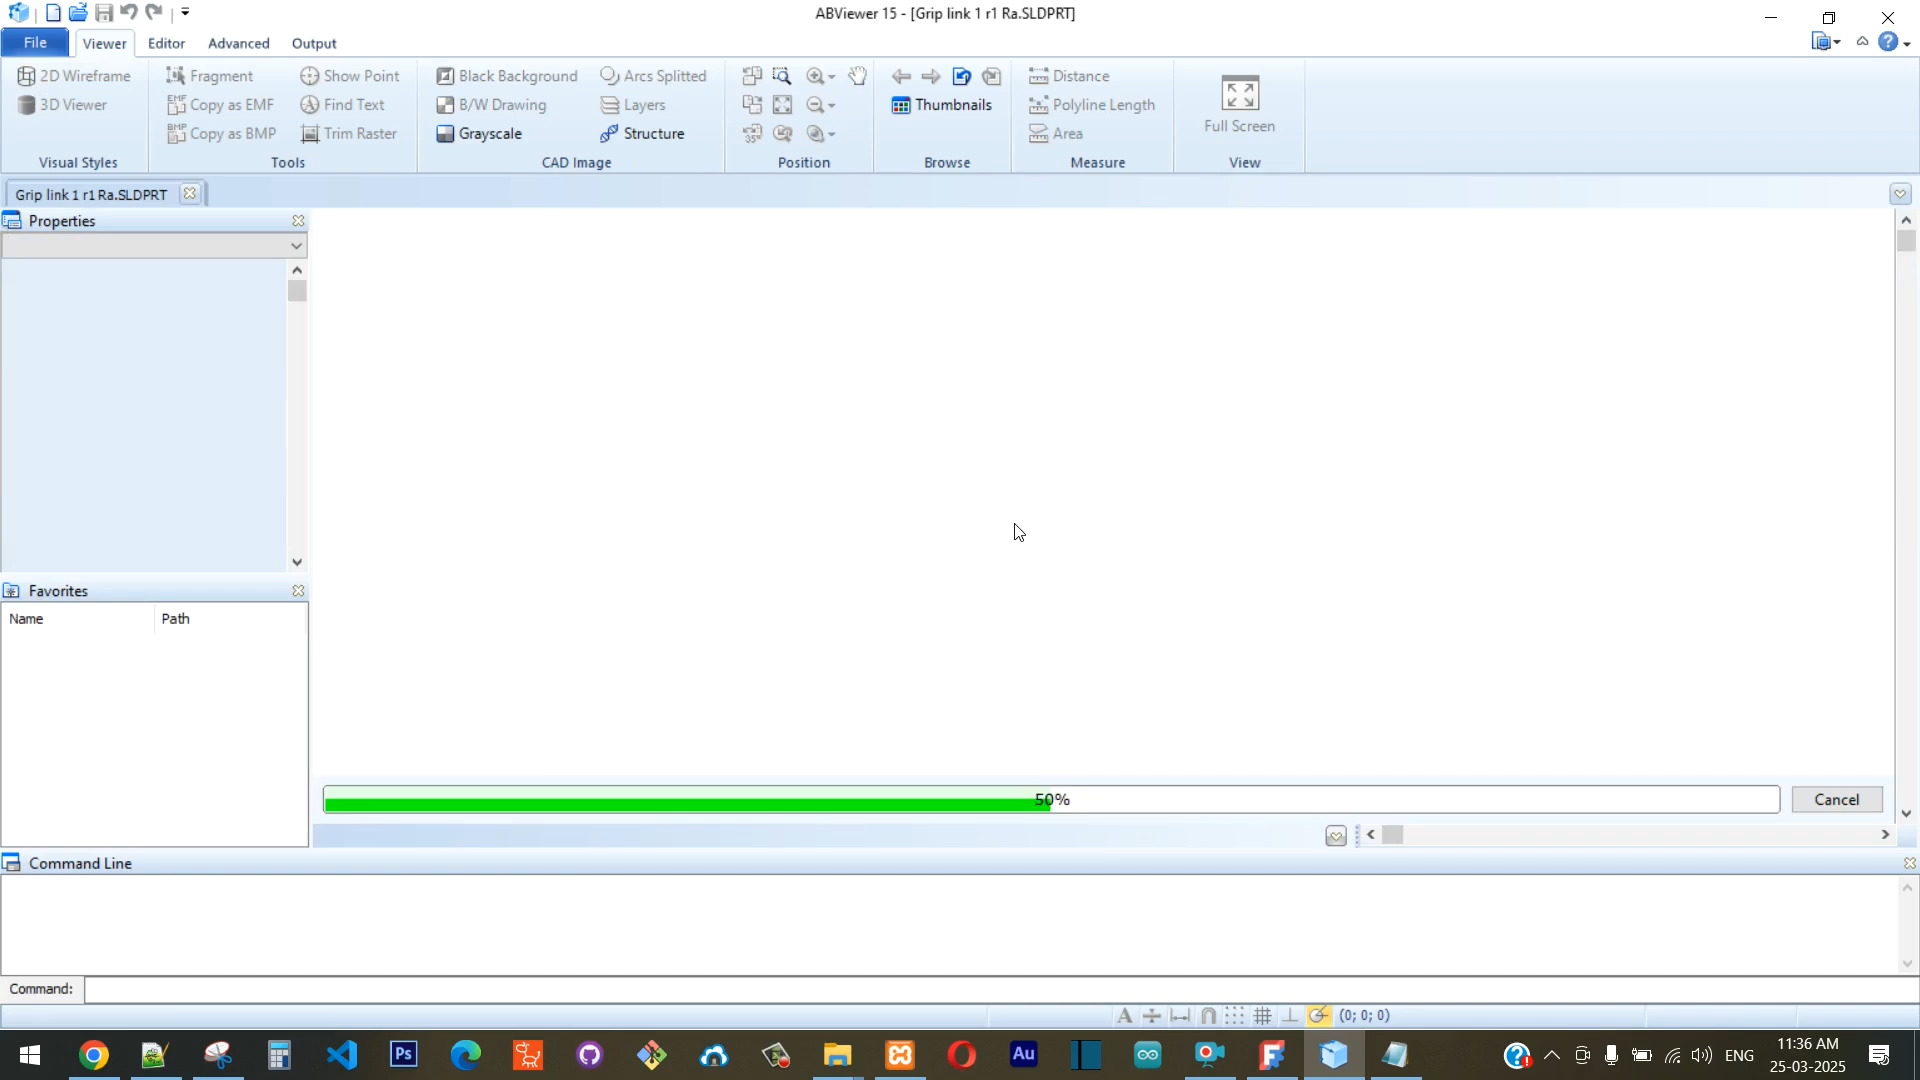 ABViewer 15 - [Grip link 1 r1 Ra.SLDPRT]
File Viewer Editor Advanced Output
2D Wireframe Fragment Show Point Black Background Arcs Splitted Distance
3D Viewer Copy as EMF Find Text B/W Drawing Layers Thumbnails Polyline Length
Copy as BMP Trim Raster Grayscale Structure Area Full Screen
Visual Styles Tools CAD Image Position Browse Measure View
Grip link 1 r1 Ra.SLDPRT
Properties
Favorites
Name Path
50% Cancel
Command Line
Command:
(0; 0; 0)
ENG 11:36 AM
25-03-2025